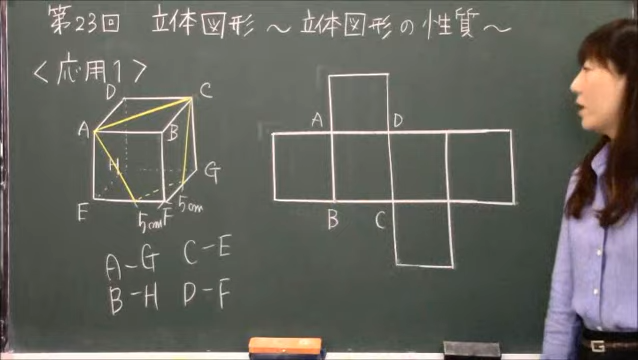 第23回 立体図形 ～立体図形の性質～
<応用1>
D C
A B A D
H G
E 5cm F 5cm B C
A-G C-E
B-H D-F